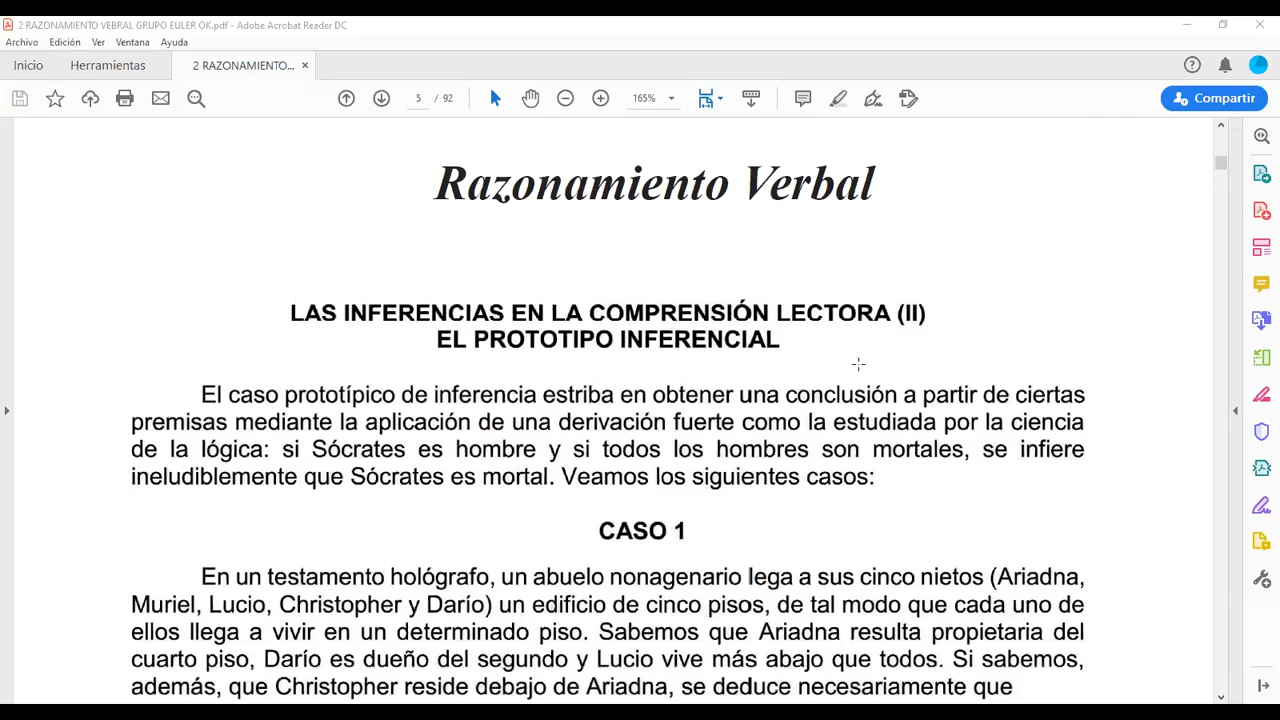 2 RAZONAMIENTO VEBRAL GRUPO EULER OK.pdf - Adobe Acrobat Reader DC
Archivo Edición Ver Ventana Ayuda
Inicio Herramientas 2 RAZONAMIENTO... ×
5 / 92 165% Compartir
Razonamiento Verbal
LAS INFERENCIAS EN LA COMPRENSIÓN LECTORA (II)
EL PROTOTIPO INFERENCIAL
El caso prototípico de inferencia estriba en obtener una conclusión a partir de ciertas
premisas mediante la aplicación de una derivación fuerte como la estudiada por la ciencia
de la lógica: si Sócrates es hombre y si todos los hombres son mortales, se infiere
ineludiblemente que Sócrates es mortal. Veamos los siguientes casos:
CASO 1
En un testamento hológrafo, un abuelo nonagenario lega a sus cinco nietos (Ariadna,
Muriel, Lucio, Christopher y Darío) un edificio de cinco pisos, de tal modo que cada uno de
ellos llega a vivir en un determinado piso. Sabemos que Ariadna resulta propietaria del
cuarto piso, Darío es dueño del segundo y Lucio vive más abajo que todos. Si sabemos,
además, que Christopher reside debajo de Ariadna, se deduce necesariamente que